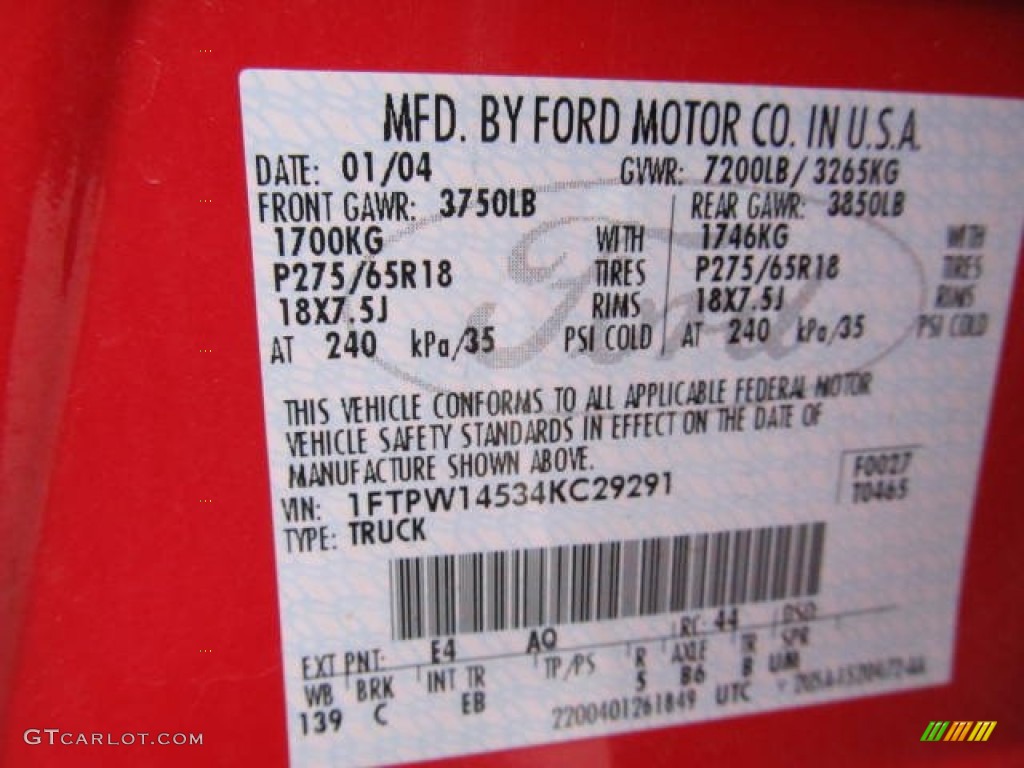 MFD. BY FORD MOTOR CO. IN U.S.A.
DATE: 01/04 GVWR: 7200LB/ 3265KG
FRONT GAWR: 3750LB REAR GAWR: 3850LB
1700KG WITH 1746KG WITH
P275/65R18 TIRES P275/65R18 TIRES
18X7.5J RIMS 18X7.5J RIMS
AT 240 kPa/35 PSI COLD AT 240 kPa/35 PSI COLD
Ford
THIS VEHICLE CONFORMS TO ALL APPLICABLE FEDERAL MOTOR
VEHICLE SAFETY STANDARDS IN EFFECT ON THE DATE OF
MANUFACTURE SHOWN ABOVE.
F0027
VIN: 1FTPW14534KC29291 T0465
TYPE: TRUCK
EXT PNT: E4 AQ RC: 44 DSO
WB BRK INT TR TP/PS R AXLE TR SPR
139 C EB 5 B6 B UM
2200401261849 UTC
GTCARLOT.COM